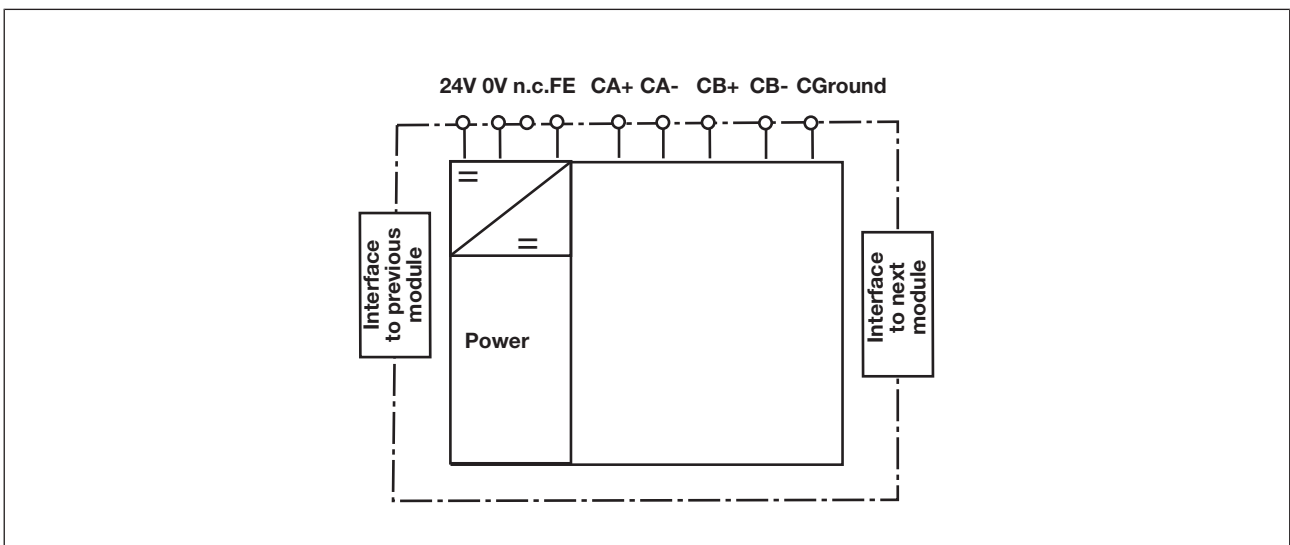 24V 0V n.c.FE CA+ CA- CB+ CB- CGround
Interface
to previous
module
Power
Interface
to next
module